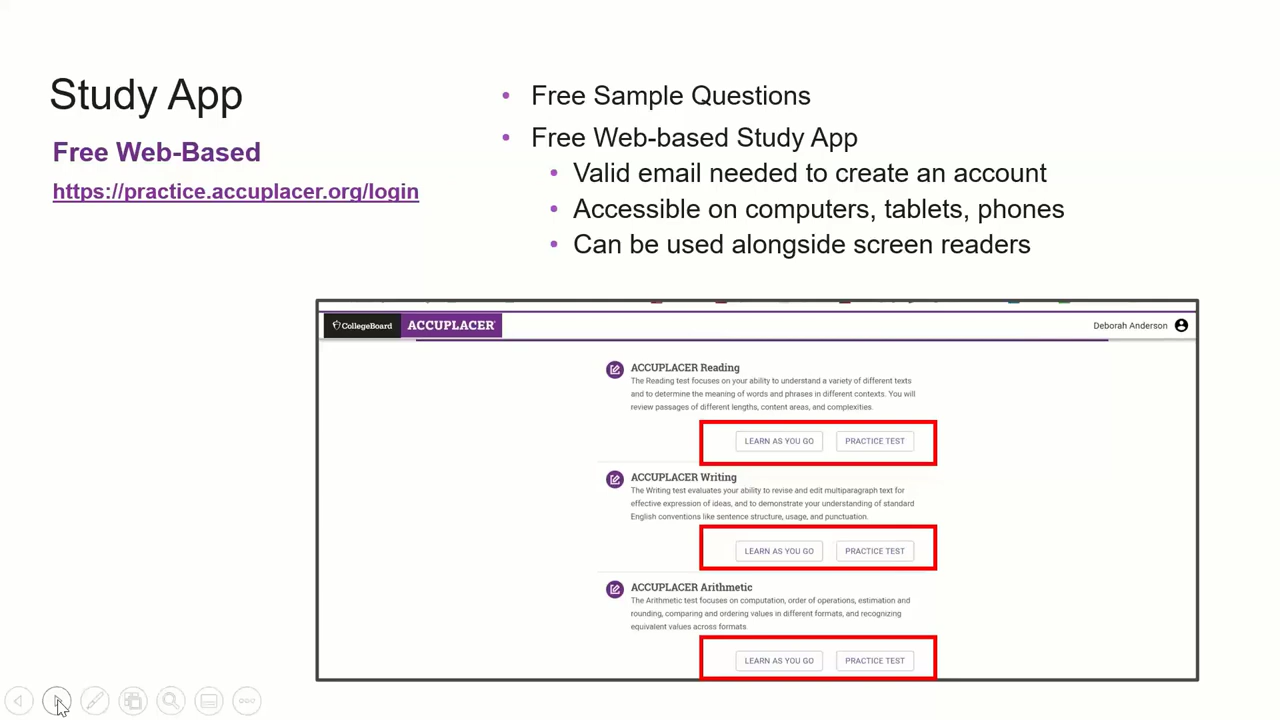 Study App
Free Web-Based
https://practice.accuplacer.org/login
• Free Sample Questions
• Free Web-based Study App
• Valid email needed to create an account
• Accessible on computers, tablets, phones
• Can be used alongside screen readers
CollegeBoard ACCUPLACER
Deborah Anderson
ACCUPLACER Reading
The Reading test focuses on your ability to understand a variety of different texts
and to determine the meaning of words and phrases in different contexts. You will
review passages of different lengths, content areas, and complexities.
LEARN AS YOU GO PRACTICE TEST
ACCUPLACER Writing
The Writing test evaluates your ability to revise and edit multiparagraph text for
effective expression of ideas, and to demonstrate your understanding of standard
English conventions like sentence structure, usage, and punctuation.
LEARN AS YOU GO PRACTICE TEST
ACCUPLACER Arithmetic
The Arithmetic test focuses on computation, order of operations, estimation and
rounding, comparing and ordering values in different formats, and recognizing
equivalent values across formats
LEARN AS YOU GO PRACTICE TEST